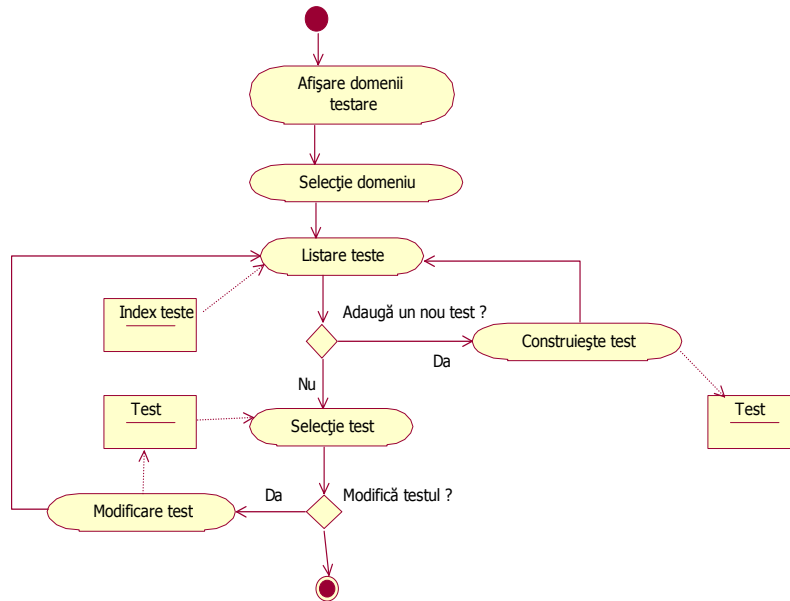 Afişare domenii
testare
Selecţie domeniu
Listare teste
Index teste
Adaugă un nou test ?
Construieşte test
Da
Nu
Test
Selecţie test
Test
Da
Modifică testul ?
Modificare test